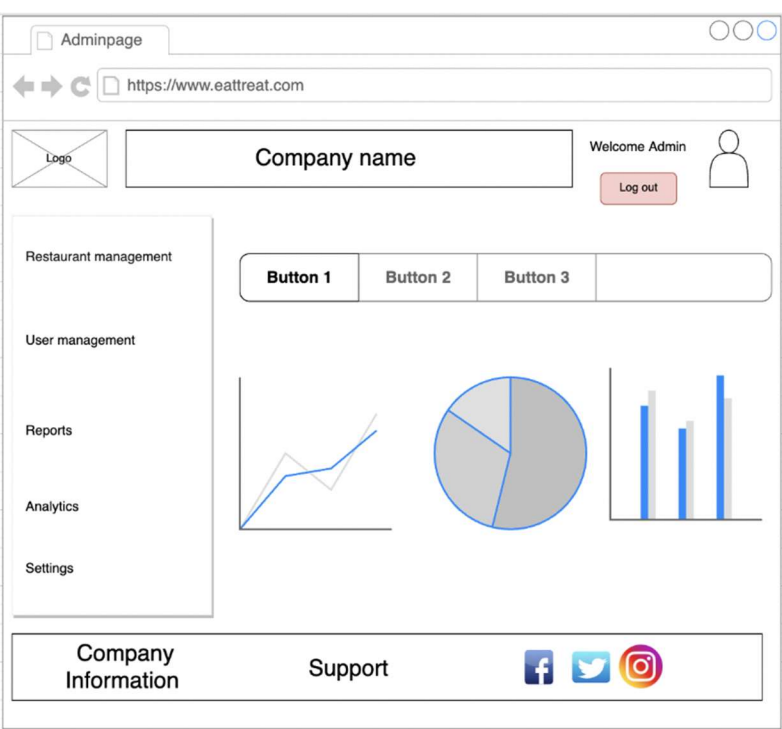 Adminpage
https://www.eattreat.com
Logo
Company name
Welcome Admin
Log out
Restaurant management
User management
Reports
Analytics
Settings
Button 1
Button 2
Button 3
Company
Information
Support